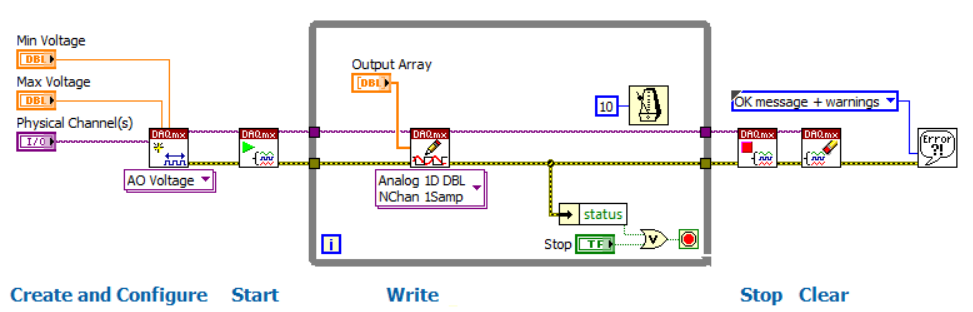 Min Voltage
DBL
Max Voltage
DBL
Physical Channel(s)
I/O
DAQmx
AO Voltage
DAQmx
Output Array
[DBL]
DAQmx
Analog 1D DBL
NChan 1Samp
10
status
Stop
TF
i
OK message + warnings
DAQmx
DAQmx
Error
?!
Create and Configure
Start
Write
Stop
Clear